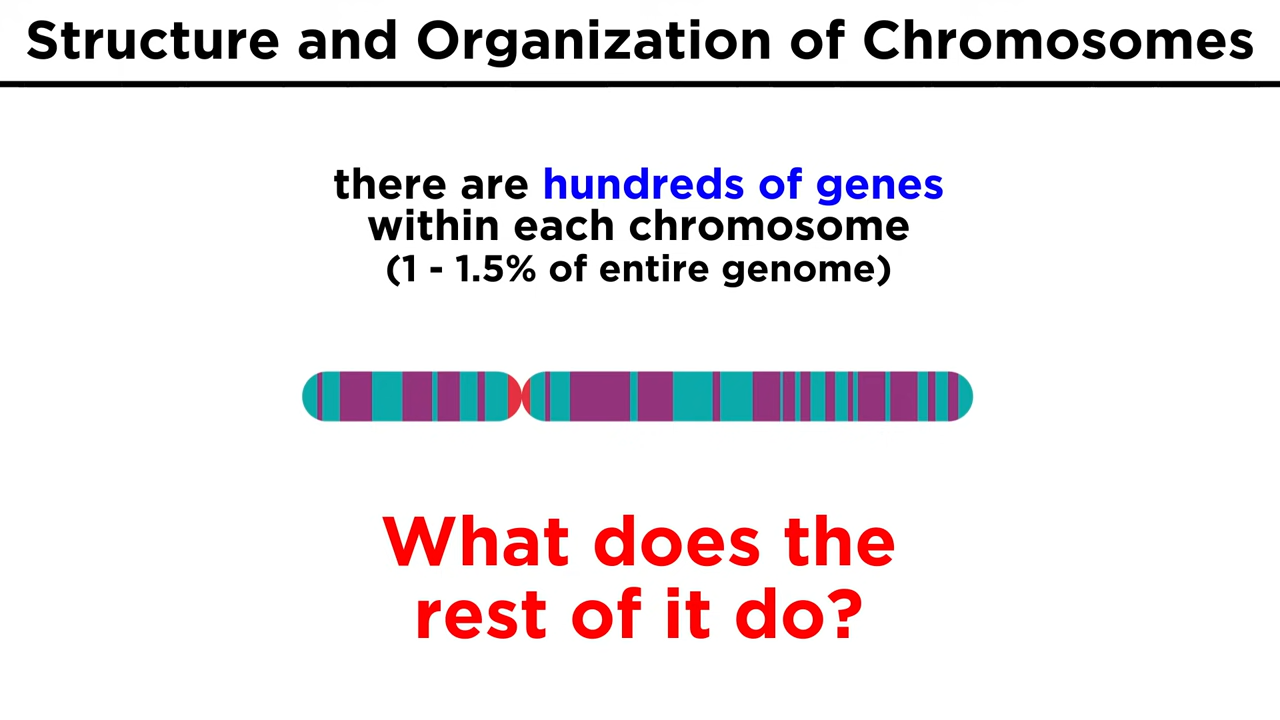 Structure and Organization of Chromosomes
there are hundreds of genes
within each chromosome
(1 - 1.5% of entire genome)
What does the
rest of it do?